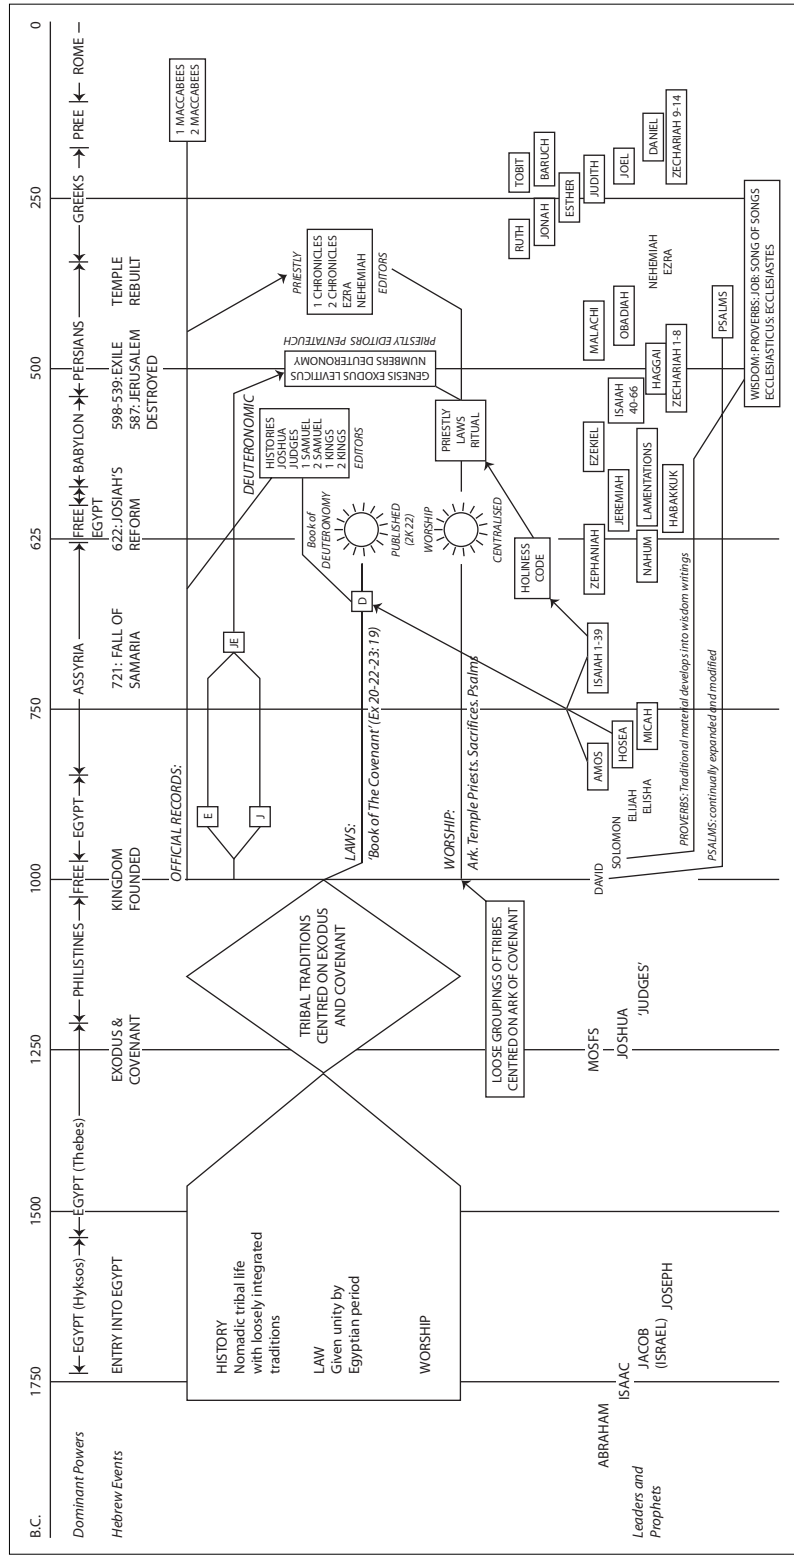 B.C.
1750
1500
1250
1000
750
625
500
250
0
Dominant Powers
EGYPT (Hyksos)
EGYPT (Thebes)
PHILISTINES
FREE
EGYPT
ASSYRIA
FREE
EGYPT
BABYLON
PERSIANS
GREEKS
PREE
ROME
Hebrew Events
ENTRY INTO EGYPT
EXODUS &
COVENANT
KINGDOM
FOUNDED
721: FALL OF
SAMARIA
622: JOSIAH'S
REFORM
598-539: EXILE
587: JERUSALEM
DESTROYED
TEMPLE
REBUILT
HISTORY
Nomadic tribal life
with loosely integrated
traditions
LAW
Given unity by
Egyptian period
WORSHIP
TRIBAL TRADITIONS
CENTRED ON EXODUS
AND COVENANT
LOOSE GROUPINGS OF TRIBES
CENTRED ON ARK OF COVENANT
OFFICIAL RECORDS:
E
J
JE
LAWS:
'Book of The Covenant' (Ex 20-22-23: 19)
D
WORSHIP:
Ark. Temple Priests. Sacrifices. Psalms
Book of
DEUTERONOMY
PUBLISHED
(2K 22)
WORSHIP
CENTRALISED
HOLINESS
CODE
DEUTERONOMIC
HISTORIES
JOSHUA
JUDGES
1 SAMUEL
2 SAMUEL
1 KINGS
2 KINGS
EDITORS
PRIESTLY
LAWS
RITUAL
GENESIS EXODUS LEVITICUS
NUMBERS DEUTERONOMY
PRIESTLY EDITORS PENTATEUCH
PRIESTLY
1 CHRONICLES
2 CHRONICLES
EZRA
NEHEMIAH
EDITORS
1 MACCABEES
2 MACCABEES
Leaders and
Prophets
ABRAHAM
ISAAC
JACOB
(ISRAEL)
JOSEPH
MOSFS
JOSHUA
'JUDGES'
DAVID
SOLOMON
ELIJAH
ELISHA
AMOS
HOSEA
MICAH
ISAIAH 1-39
ZEPHANIAH
NAHUM
JEREMIAH
LAMENTATIONS
HABAKKUK
EZEKIEL
ISAIAH
40-66
HAGGAI
ZECHARIAH 1-8
MALACHI
OBADIAH
NEHEMIAH
EZRA
RUTH
JONAH
ESTHER
TOBIT
BARUCH
JUDITH
JOEL
DANIEL
ZECHARIAH 9-14
PROVERBS: Traditional material develops into wisdom writings
PSALMS: continually expanded and modified
PSALMS
WISDOM: PROVERBS: JOB: SONG OF SONGS
ECCLESIASTICUS: ECCLESIASTES